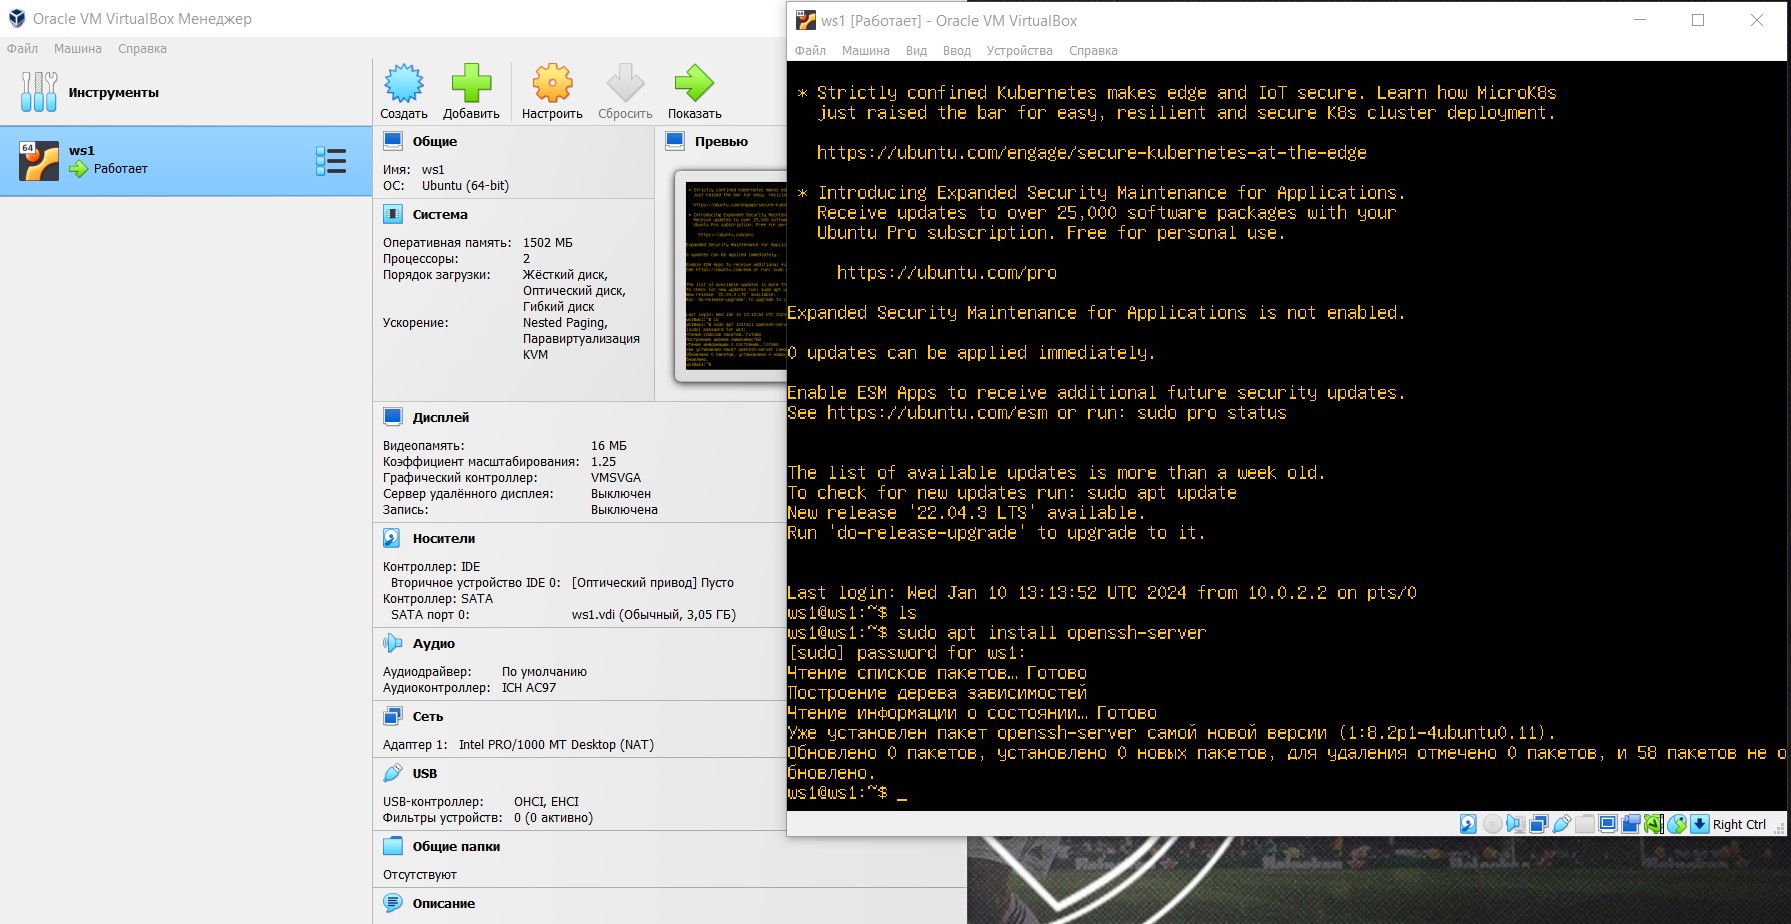 Oracle VM VirtualBox Менеджер
Файл Машина Справка
Инструменты
64
ws1
Работает
Создать Добавить Настроить Сбросить Показать
Общие
Имя: ws1
ОС: Ubuntu (64-bit)
Превью
Система
Оперативная память: 1502 МБ
Процессоры: 2
Порядок загрузки: Жёсткий диск,
Оптический диск,
Гибкий диск
Ускорение: Nested Paging,
Паравиртуализация
KVM
Дисплей
Видеопамять: 16 МБ
Коэффициент масштабирования: 1.25
Графический контроллер: VMSVGA
Сервер удалённого дисплея: Выключен
Запись: Выключена
Носители
Контроллер: IDE
Вторичное устройство IDE 0: [Оптический привод] Пусто
Контроллер: SATA
SATA порт 0: ws1.vdi (Обычный, 3,05 ГБ)
Аудио
Аудиодрайвер: По умолчанию
Аудиоконтроллер: ICH AC97
Сеть
Адаптер 1: Intel PRO/1000 MT Desktop (NAT)
USB
USB-контроллер: OHCI, EHCI
Фильтры устройств: 0 (0 активно)
Общие папки
Отсутствуют
Описание
ws1 [Работает] - Oracle VM VirtualBox
Файл Машина Вид Ввод Устройства Справка
* Strictly confined Kubernetes makes edge and IoT secure. Learn how MicroK8s
just raised the bar for easy, resilient and secure K8s cluster deployment.
https://ubuntu.com/engage/secure-kubernetes-at-the-edge
* Introducing Expanded Security Maintenance for Applications.
Receive updates to over 25,000 software packages with your
Ubuntu Pro subscription. Free for personal use.
https://ubuntu.com/pro
Expanded Security Maintenance for Applications is not enabled.
0 updates can be applied immediately.
Enable ESM Apps to receive additional future security updates.
See https://ubuntu.com/esm or run: sudo pro status
The list of available updates is more than a week old.
To check for new updates run: sudo apt update
New release '22.04.3 LTS' available.
Run 'do-release-upgrade' to upgrade to it.
Last login: Wed Jan 10 13:13:52 UTC 2024 from 10.0.2.2 on pts/0
ws1@ws1:~$ ls
ws1@ws1:~$ sudo apt install openssh-server
[sudo] password for ws1:
Чтение списков пакетов… Готово
Построение дерева зависимостей
Чтение информации о состоянии… Готово
Уже установлен пакет openssh-server самой новой версии (1:8.2p1-4ubuntu0.11).
Обновлено 0 пакетов, установлено 0 новых пакетов, для удаления отмечено 0 пакетов, и 58 пакетов не о
бновлено.
ws1@ws1:~$ _
Right Ctrl